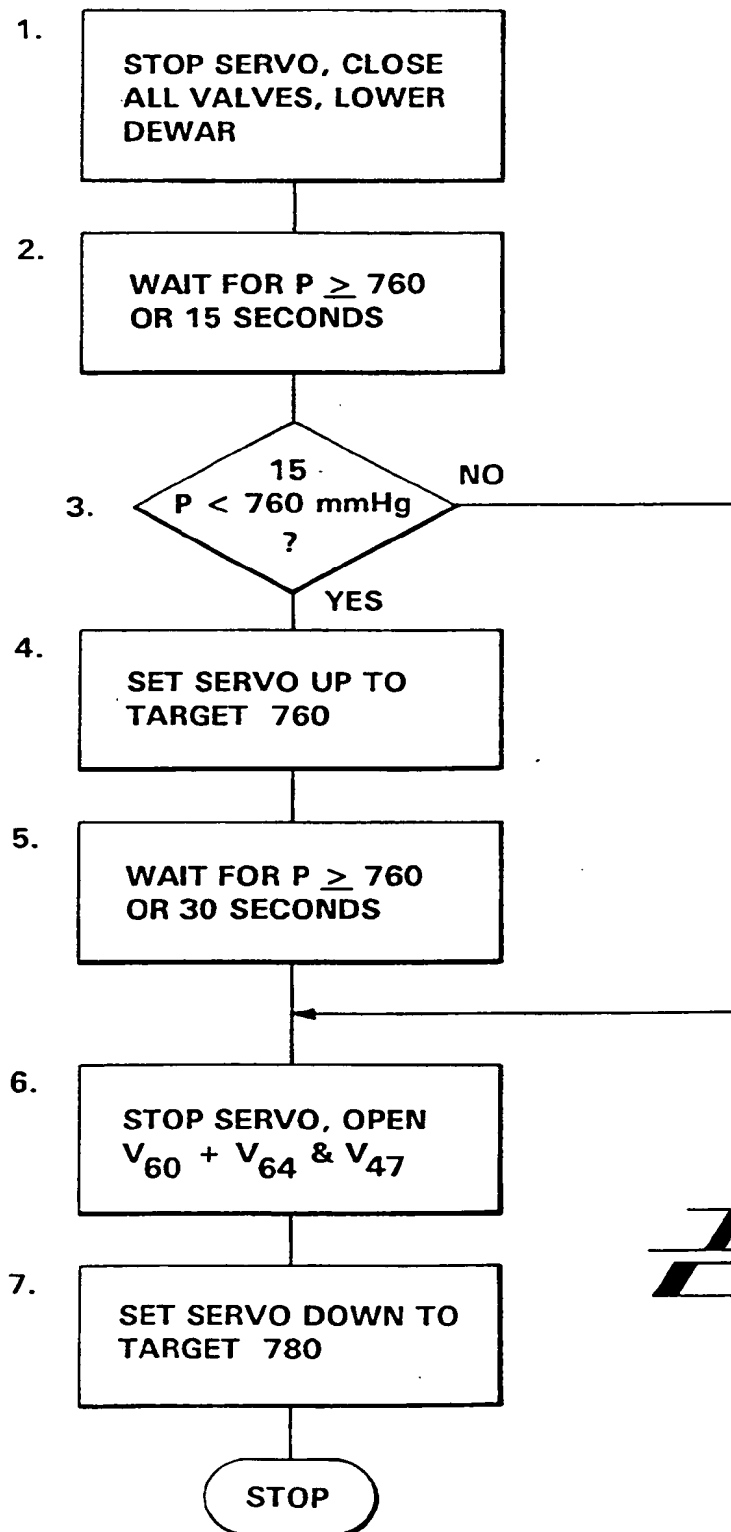 1.
STOP SERVO, CLOSE
ALL VALVES, LOWER
DEWAR
2.
WAIT FOR P ≥ 760
OR 15 SECONDS
3.
15
P < 760 mmHg
?
NO
YES
4.
SET SERVO UP TO
TARGET 760
5.
WAIT FOR P ≥ 760
OR 30 SECONDS
6.
STOP SERVO, OPEN
V60 + V64 & V47
7.
SET SERVO DOWN TO
TARGET 780
STOP